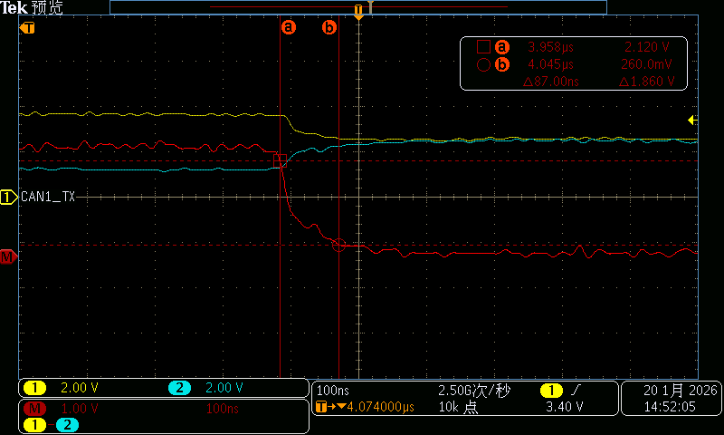 Tek 预览
T
T
a b
a 3.958μs 2.120 V
b 4.045μs 260.0mV
△87.00ns △1.860 V
1 CAN1_TX
M
1 2.00 V 2 2.00 V
M 1.00 V 100ns
1 - 2
100ns 2.50G次/秒 1
T→▼4.074000μs 10k 点 3.40 V
20 1月 2026
14:52:05